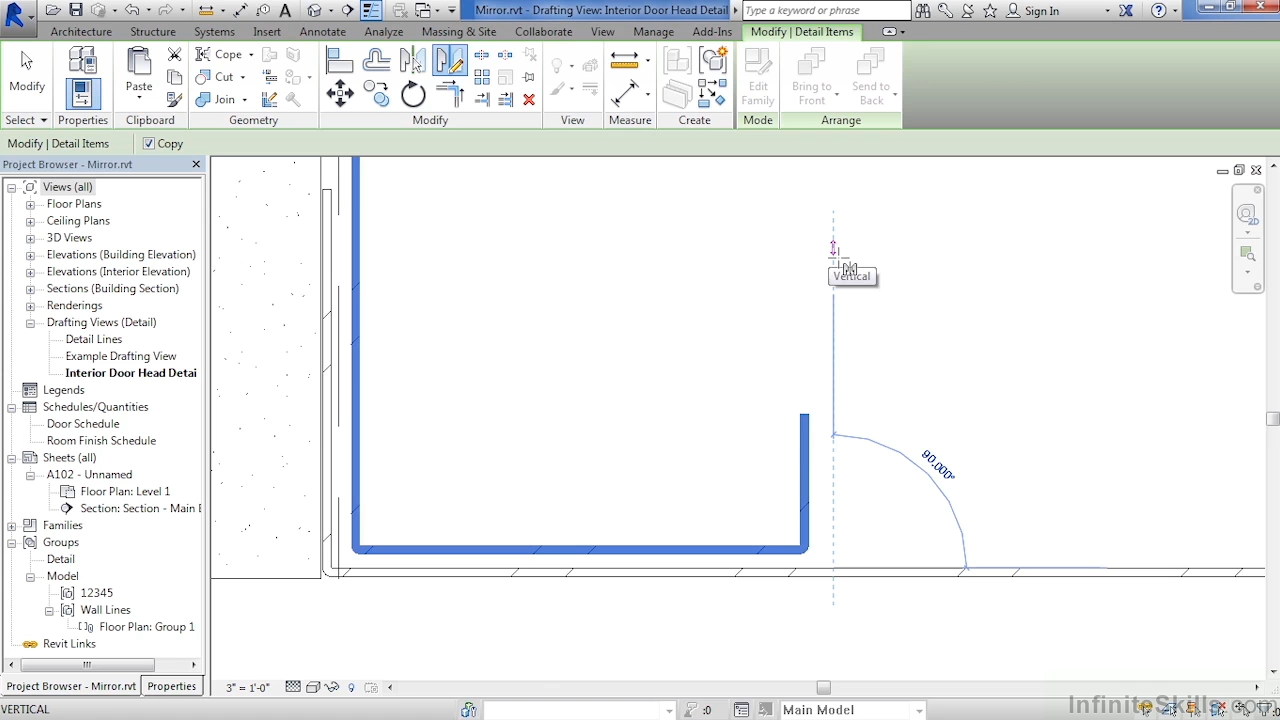 Mirror.rvt - Drafting View: Interior Door Head Detail
Type a keyword or phrase
Sign In
Architecture Structure Systems Insert Annotate Analyze Massing & Site Collaborate View Manage Add-Ins Modify | Detail Items
Modify
Paste
Cope
Cut
Join
Edit
Family
Bring to
Front
Send to
Back
Select Properties Clipboard Geometry Modify View Measure Create Mode Arrange
Modify | Detail Items Copy
Project Browser - Mirror.rvt
Views (all)
Floor Plans
Ceiling Plans
3D Views
Elevations (Building Elevation)
Elevations (Interior Elevation)
Sections (Building Section)
Renderings
Drafting Views (Detail)
Detail Lines
Example Drafting View
Interior Door Head Detai
Legends
Schedules/Quantities
Door Schedule
Room Finish Schedule
Sheets (all)
A102 - Unnamed
Floor Plan: Level 1
Section: Section - Main E
Families
Groups
Detail
Model
12345
Wall Lines
Floor Plan: Group 1
Revit Links
Project Browser - Mirror.rvt Properties
2D
Vertical
90.000°
3" = 1'-0"
VERTICAL
:0
Main Model
InfiniteSkills.com